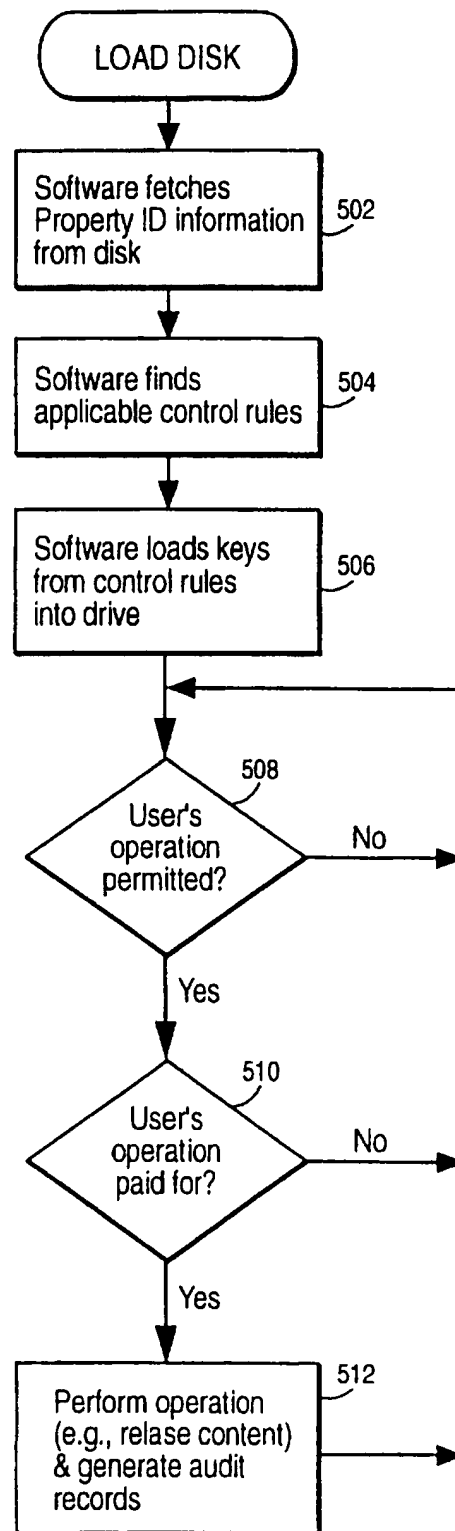 LOAD DISK
Software fetches
Property ID information
from disk
502
Software finds
applicable control rules
504
Software loads keys
from control rules
into drive
506
508
User's
operation
permitted?
No
Yes
510
User's
operation
paid for?
No
Yes
512
Perform operation
(e.g., relase content)
& generate audit
records